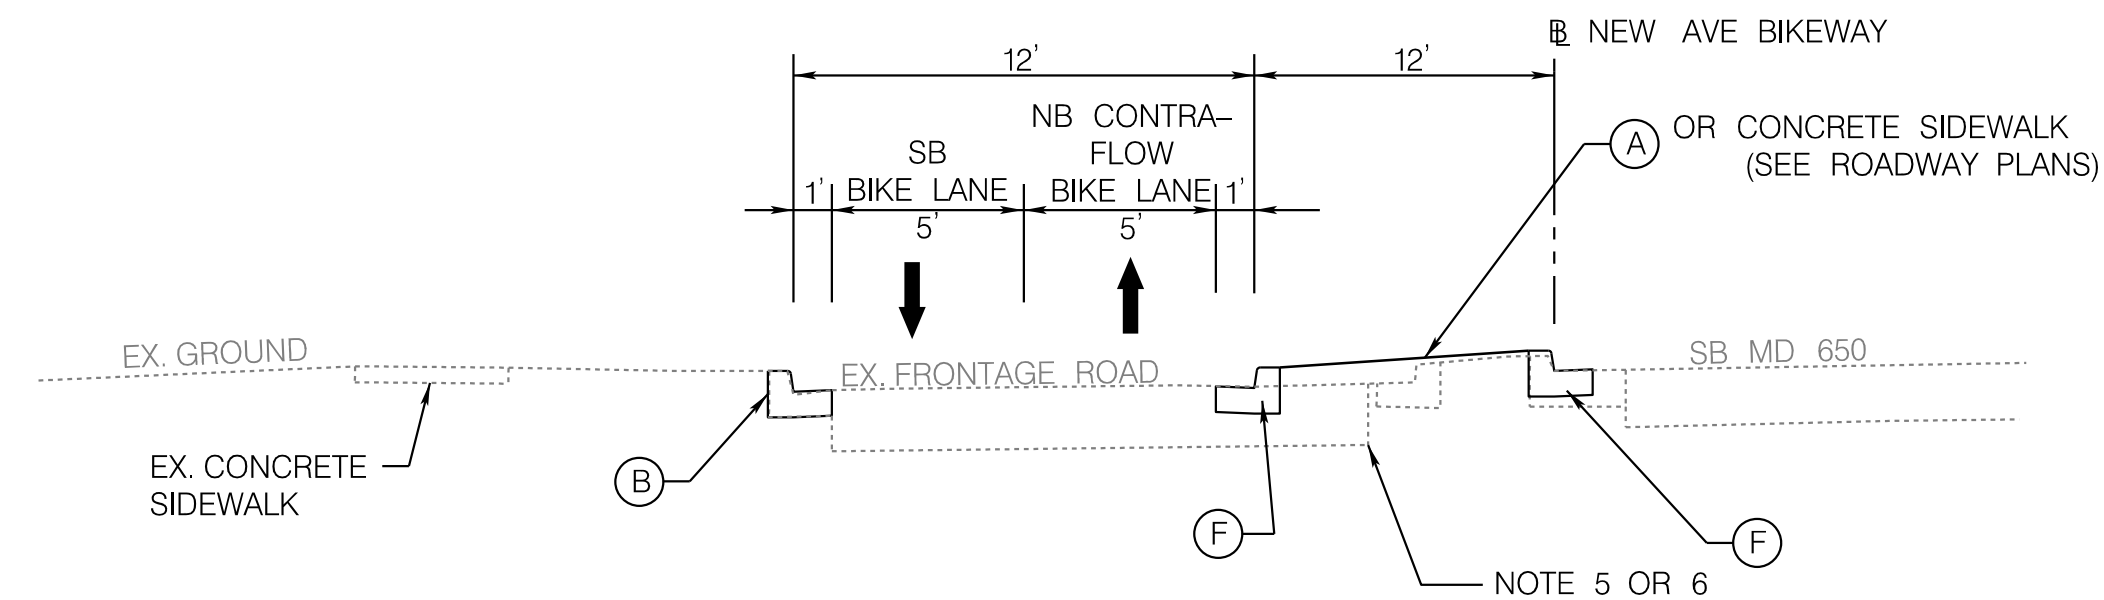 ℄ NEW AVE BIKEWAY
12'
12'
NB CONTRA-
FLOW
BIKE LANE
SB
BIKE LANE
1'
5'
5'
1'
A
OR CONCRETE SIDEWALK
(SEE ROADWAY PLANS)
EX. GROUND
EX. FRONTAGE ROAD
SB MD 650
EX. CONCRETE
SIDEWALK
B
F
F
NOTE 5 OR 6